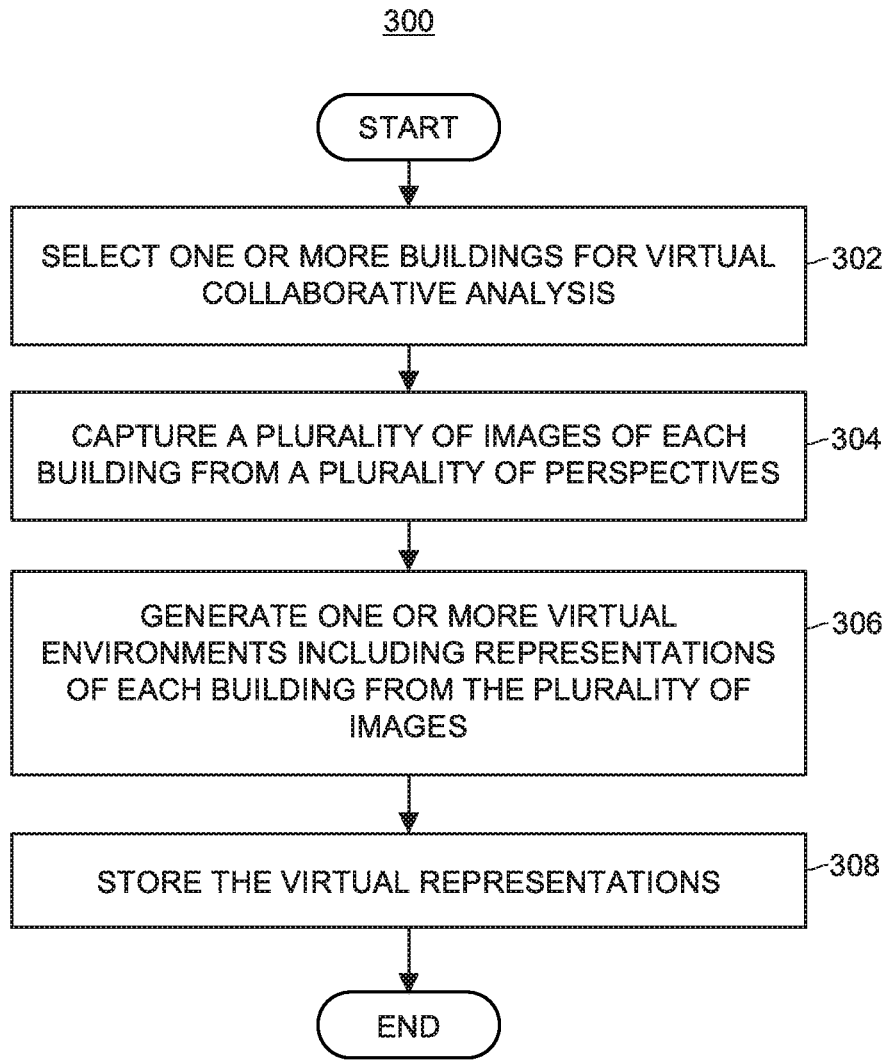 300
START
SELECT ONE OR MORE BUILDINGS FOR VIRTUAL
COLLABORATIVE ANALYSIS
302
CAPTURE A PLURALITY OF IMAGES OF EACH
BUILDING FROM A PLURALITY OF PERSPECTIVES
304
GENERATE ONE OR MORE VIRTUAL
ENVIRONMENTS INCLUDING REPRESENTATIONS
OF EACH BUILDING FROM THE PLURALITY OF
IMAGES
306
STORE THE VIRTUAL REPRESENTATIONS
308
END